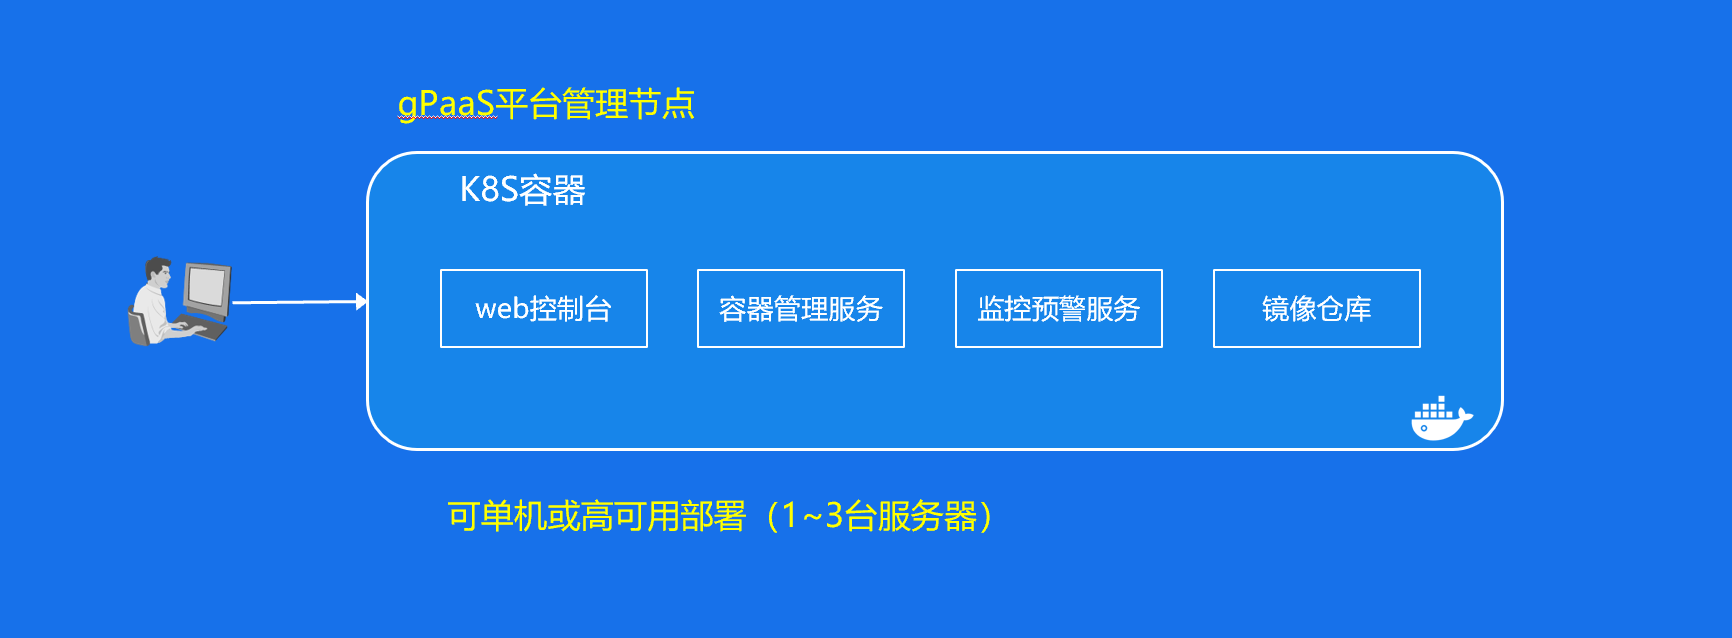 gPaaS平台管理节点
K8S容器
web控制台
容器管理服务
监控预警服务
镜像仓库
可单机或高可用部署（1~3台服务器）